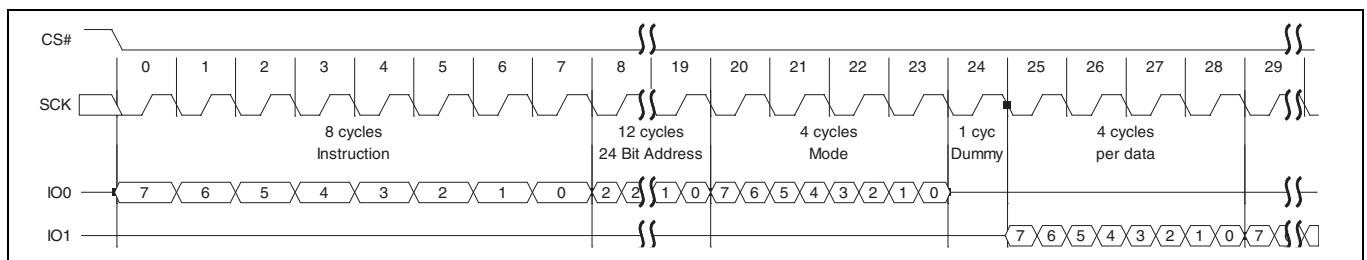 CS#
0 1 2 3 4 5 6 7 8 19 20 21 22 23 24 25 26 27 28 29
SCK
8 cycles 12 cycles 4 cycles 1 cyc 4 cycles
Instruction 24 Bit Address Mode Dummy per data
IO0 7 6 5 4 3 2 1 0 2 2 1 0 7 6 5 4 3 2 1 0
IO1 7 6 5 4 3 2 1 0 7